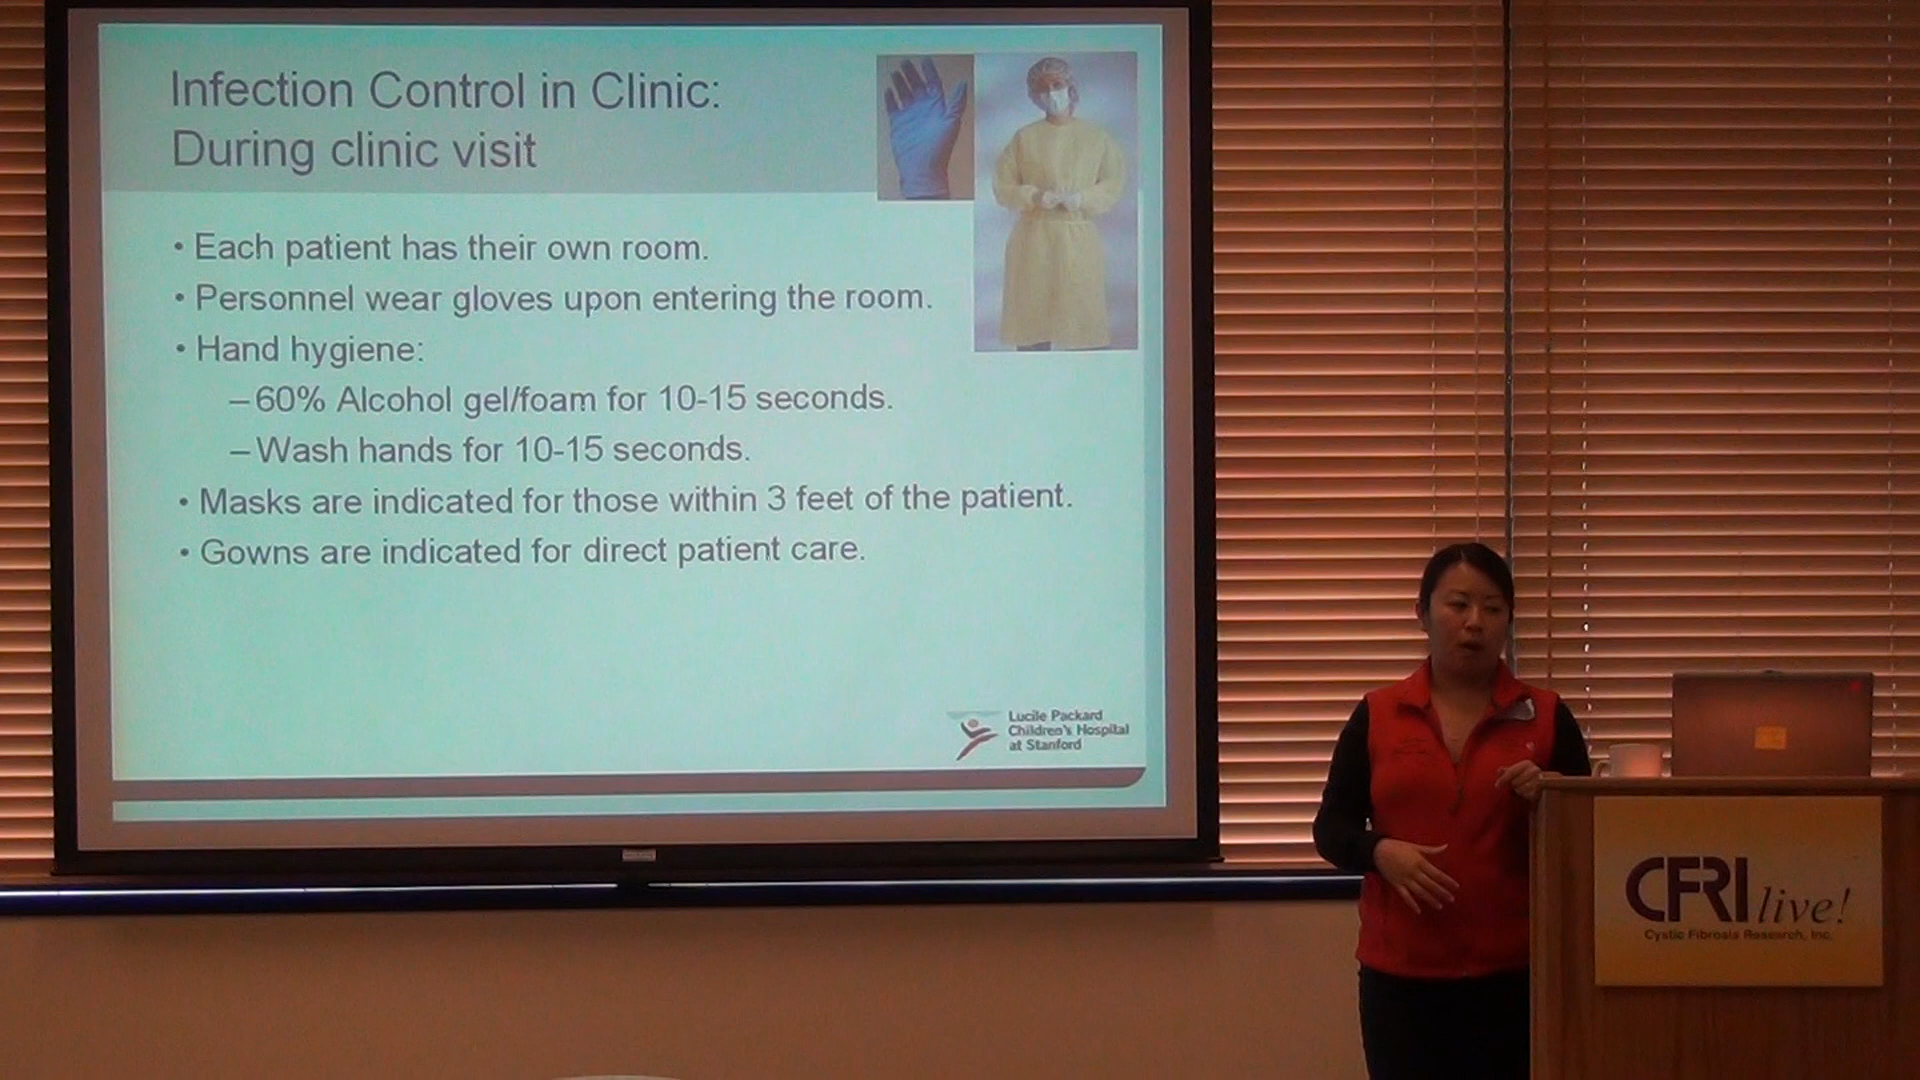 Infection Control in Clinic:
During clinic visit
• Each patient has their own room.
• Personnel wear gloves upon entering the room.
• Hand hygiene:
– 60% Alcohol gel/foam for 10-15 seconds.
– Wash hands for 10-15 seconds.
• Masks are indicated for those within 3 feet of the patient.
• Gowns are indicated for direct patient care.
Lucile Packard
Children's Hospital
at Stanford
CFRI live!
Cystic Fibrosis Research, Inc.